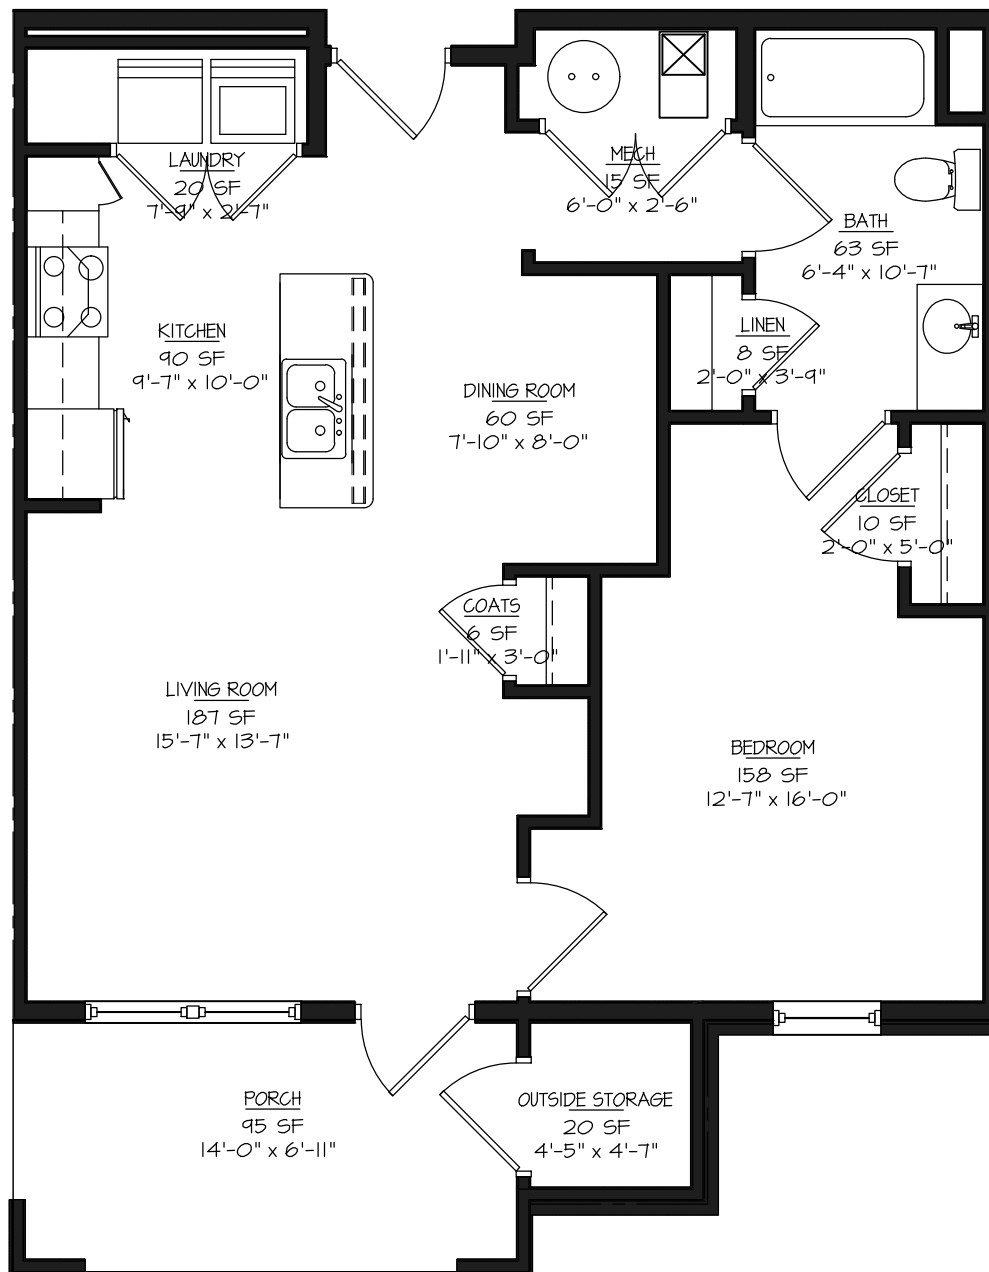 LAUNDRY
20 SF
7'-9" x 2'-7"
MECH
15 SF
6'-0" x 2'-6"
BATH
63 SF
6'-4" x 10'-7"
KITCHEN
90 SF
9'-7" x 10'-0"
LINEN
8 SF
2'-0" x 3'-9"
DINING ROOM
60 SF
7'-10" x 8'-0"
CLOSET
10 SF
2'-0" x 5'-0"
COATS
6 SF
1'-11" x 3'-0"
LIVING ROOM
187 SF
15'-7" x 13'-7"
BEDROOM
158 SF
12'-7" x 16'-0"
PORCH
95 SF
14'-0" x 6'-11"
OUTSIDE STORAGE
20 SF
4'-5" x 4'-7"